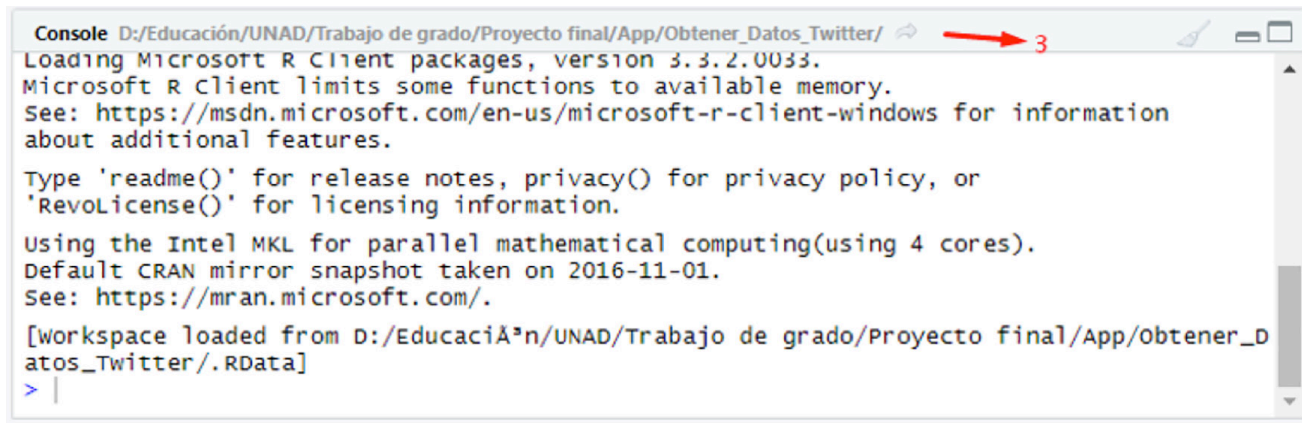 Console D:/Educación/UNAD/Trabajo de grado/Proyecto final/App/Obtener_Datos_Twitter/
3
Loading Microsoft R Client packages, version 3.3.2.0033.
Microsoft R Client limits some functions to available memory.
See: https://msdn.microsoft.com/en-us/microsoft-r-client-windows for information
about additional features.
Type 'readme()' for release notes, privacy() for privacy policy, or
'RevoLicense()' for licensing information.
Using the Intel MKL for parallel mathematical computing(using 4 cores).
Default CRAN mirror snapshot taken on 2016-11-01.
See: https://mran.microsoft.com/.
[Workspace loaded from D:/EducaciÃ³n/UNAD/Trabajo de grado/Proyecto final/App/Obtener_D
atos_Twitter/.RData]
>